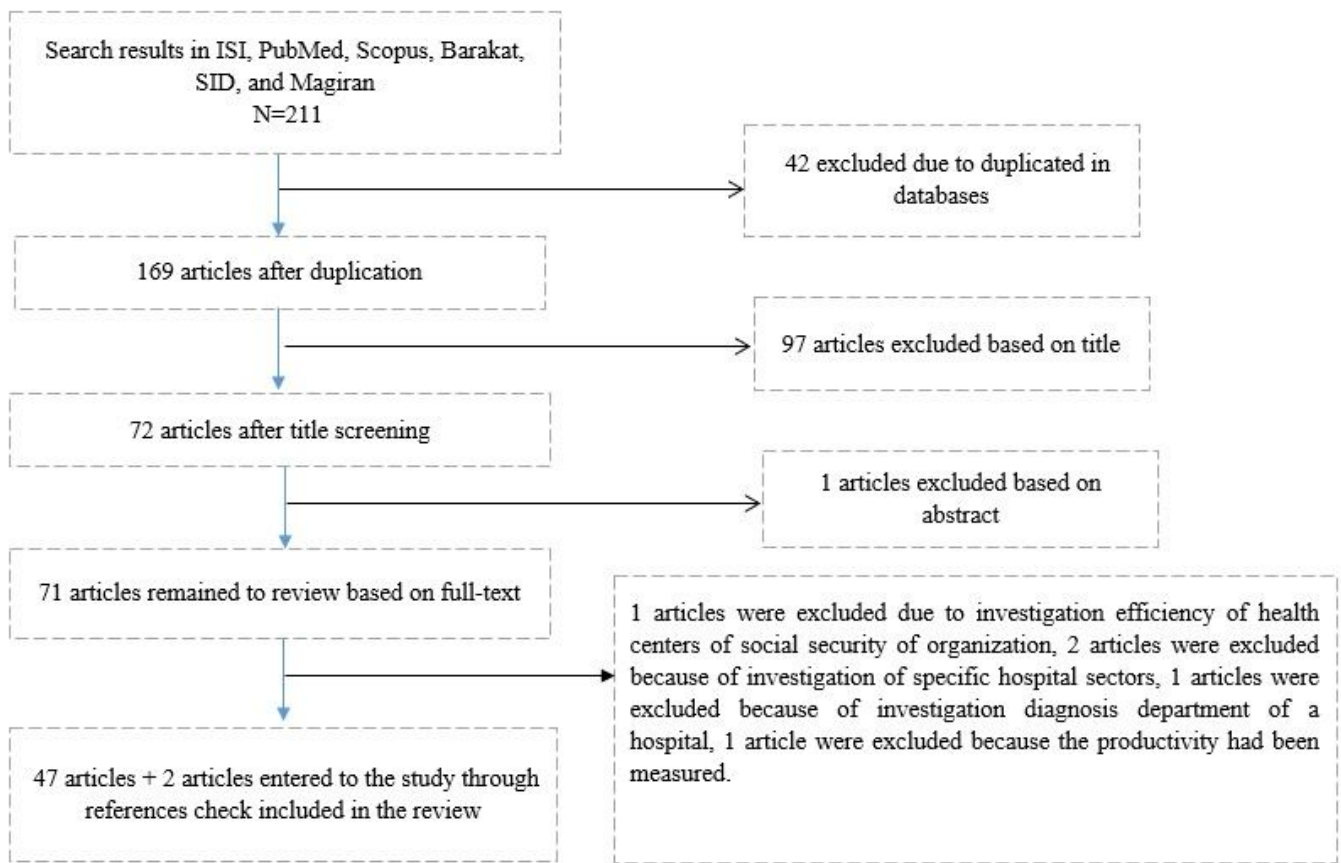 Search results in ISI, PubMed, Scopus, Barakat,
SID, and Magiran
N=211
42 excluded due to duplicated in
databases
169 articles after duplication
97 articles excluded based on title
72 articles after title screening
1 articles excluded based on
abstract
71 articles remained to review based on full-text
1 articles were excluded due to investigation efficiency of health
centers of social security of organization, 2 articles were excluded
because of investigation of specific hospital sectors, 1 articles were
excluded because of investigation diagnosis department of a
hospital, 1 article were excluded because the productivity had been
measured.
47 articles + 2 articles entered to the study through
references check included in the review